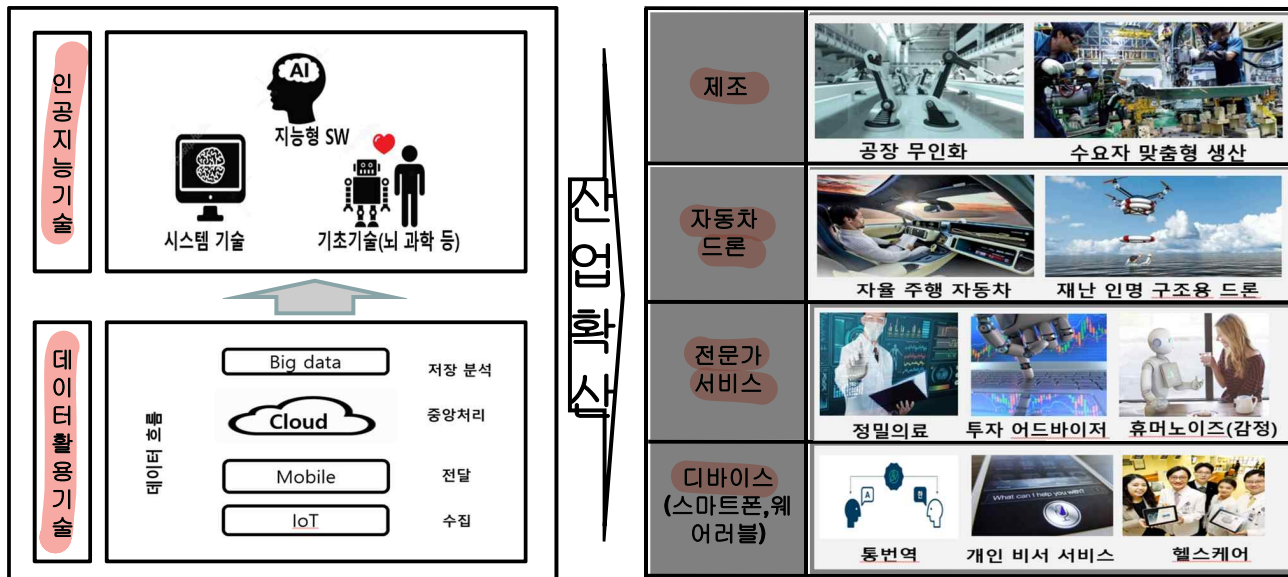 인공지능기술
AI
지능형 SW
시스템 기술
기초기술(뇌 과학 등)
데이터활용기술
데이터 흐름
Big data
저장 분석
Cloud
중앙처리
Mobile
전달
IoT
수집
산업확산
제조
공장 무인화
수요자 맞춤형 생산
자동차
드론
자율 주행 자동차
재난 인명 구조용 드론
전문가
서비스
정밀의료
투자 어드바이저
휴머노이즈(감정)
디바이스
(스마트폰,웨
어러블)
A
한
통번역
What can I help you with?
개인 비서 서비스
헬스케어